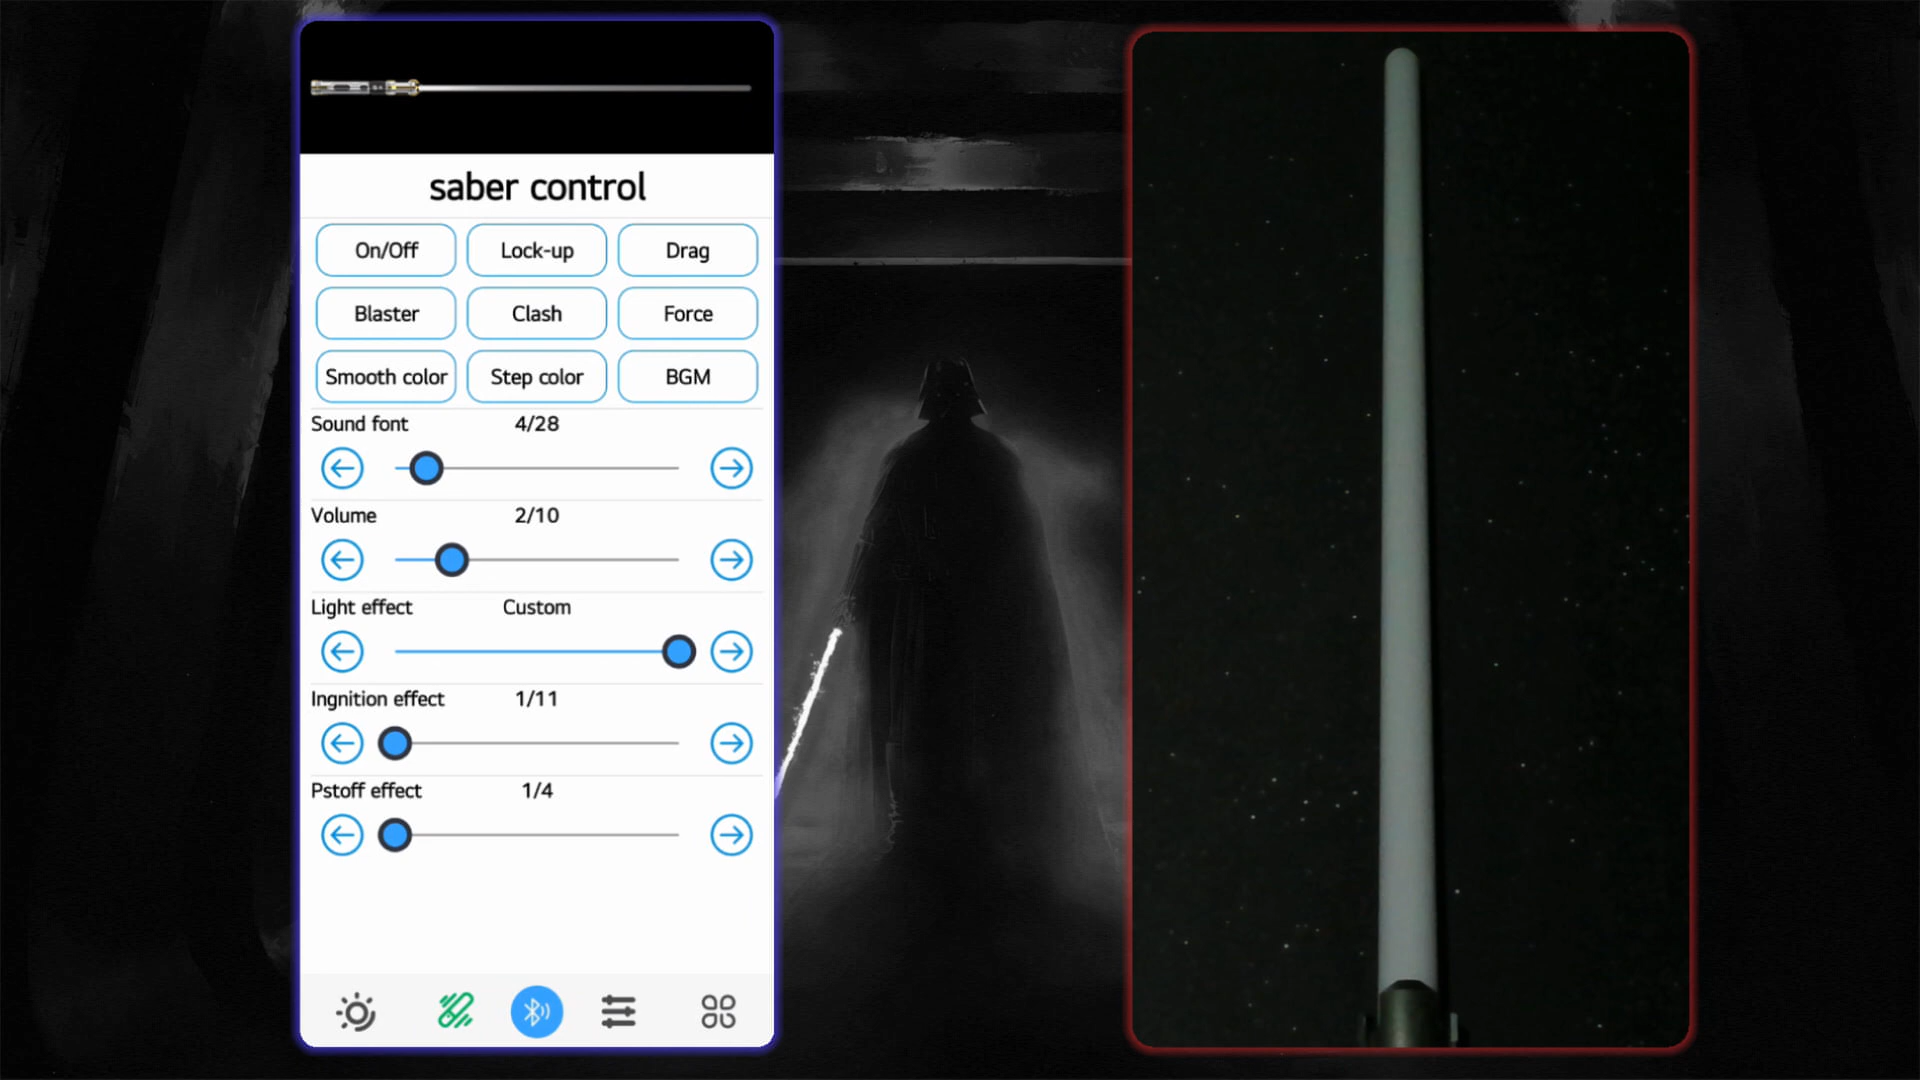 saber control
On/Off Lock-up Drag
Blaster Clash Force
Smooth color Step color BGM
Sound font 4/28
Volume 2/10
Light effect Custom
Ingnition effect 1/11
Pstoff effect 1/4